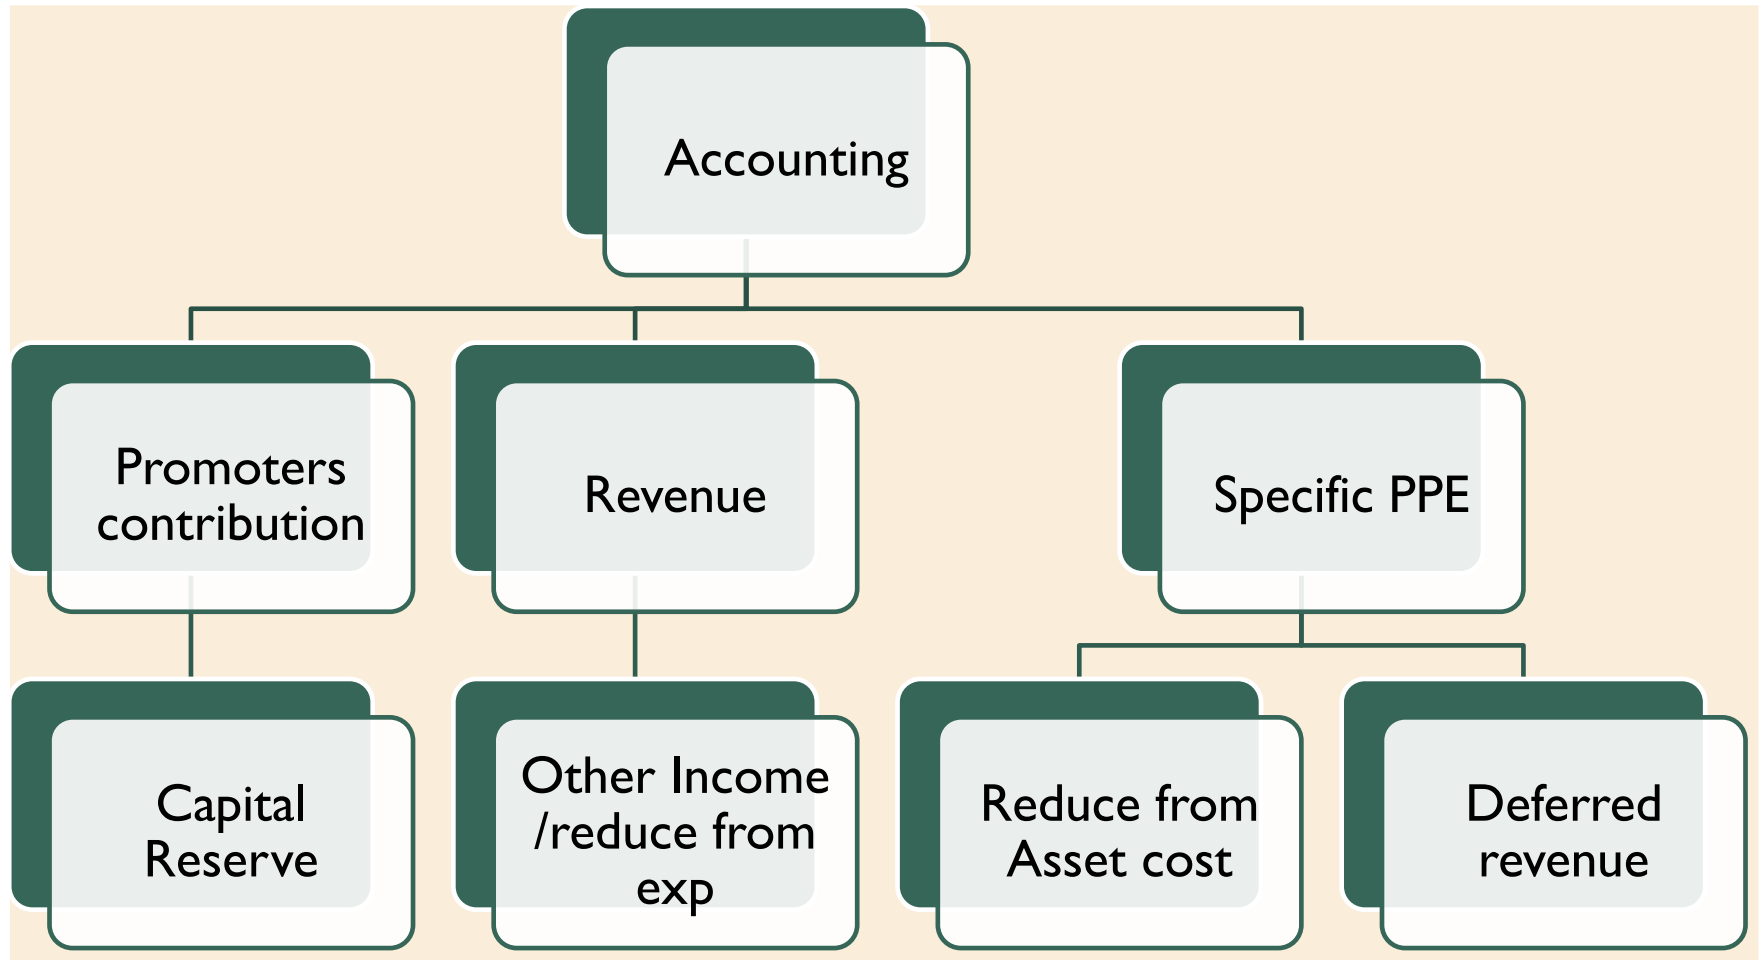 Accounting
Promoters
contribution
Revenue
Specific PPE
Capital
Reserve
Other Income
/reduce from
exp
Reduce from
Asset cost
Deferred
revenue